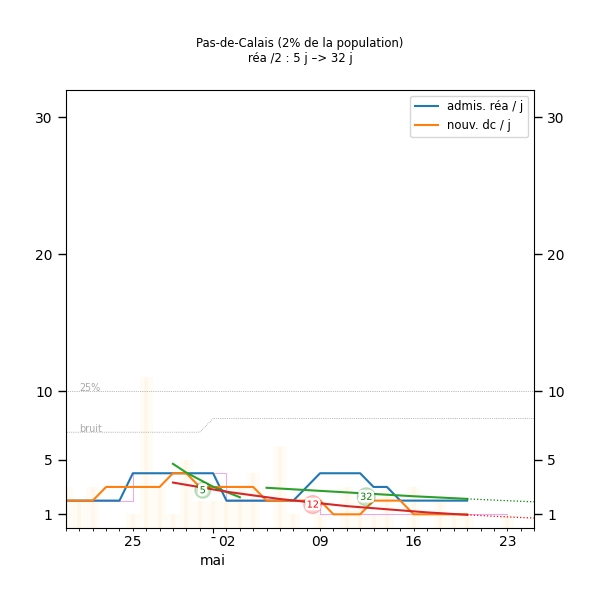 Pas-de-Calais (2% de la population)
réa /2 : 5 j –> 32 j
admis. réa / j
nouv. dc / j
30 30
20 20
25%
10 10
bruit
5 5
5
32
12
1 1
25 - 02 09 16 23
mai